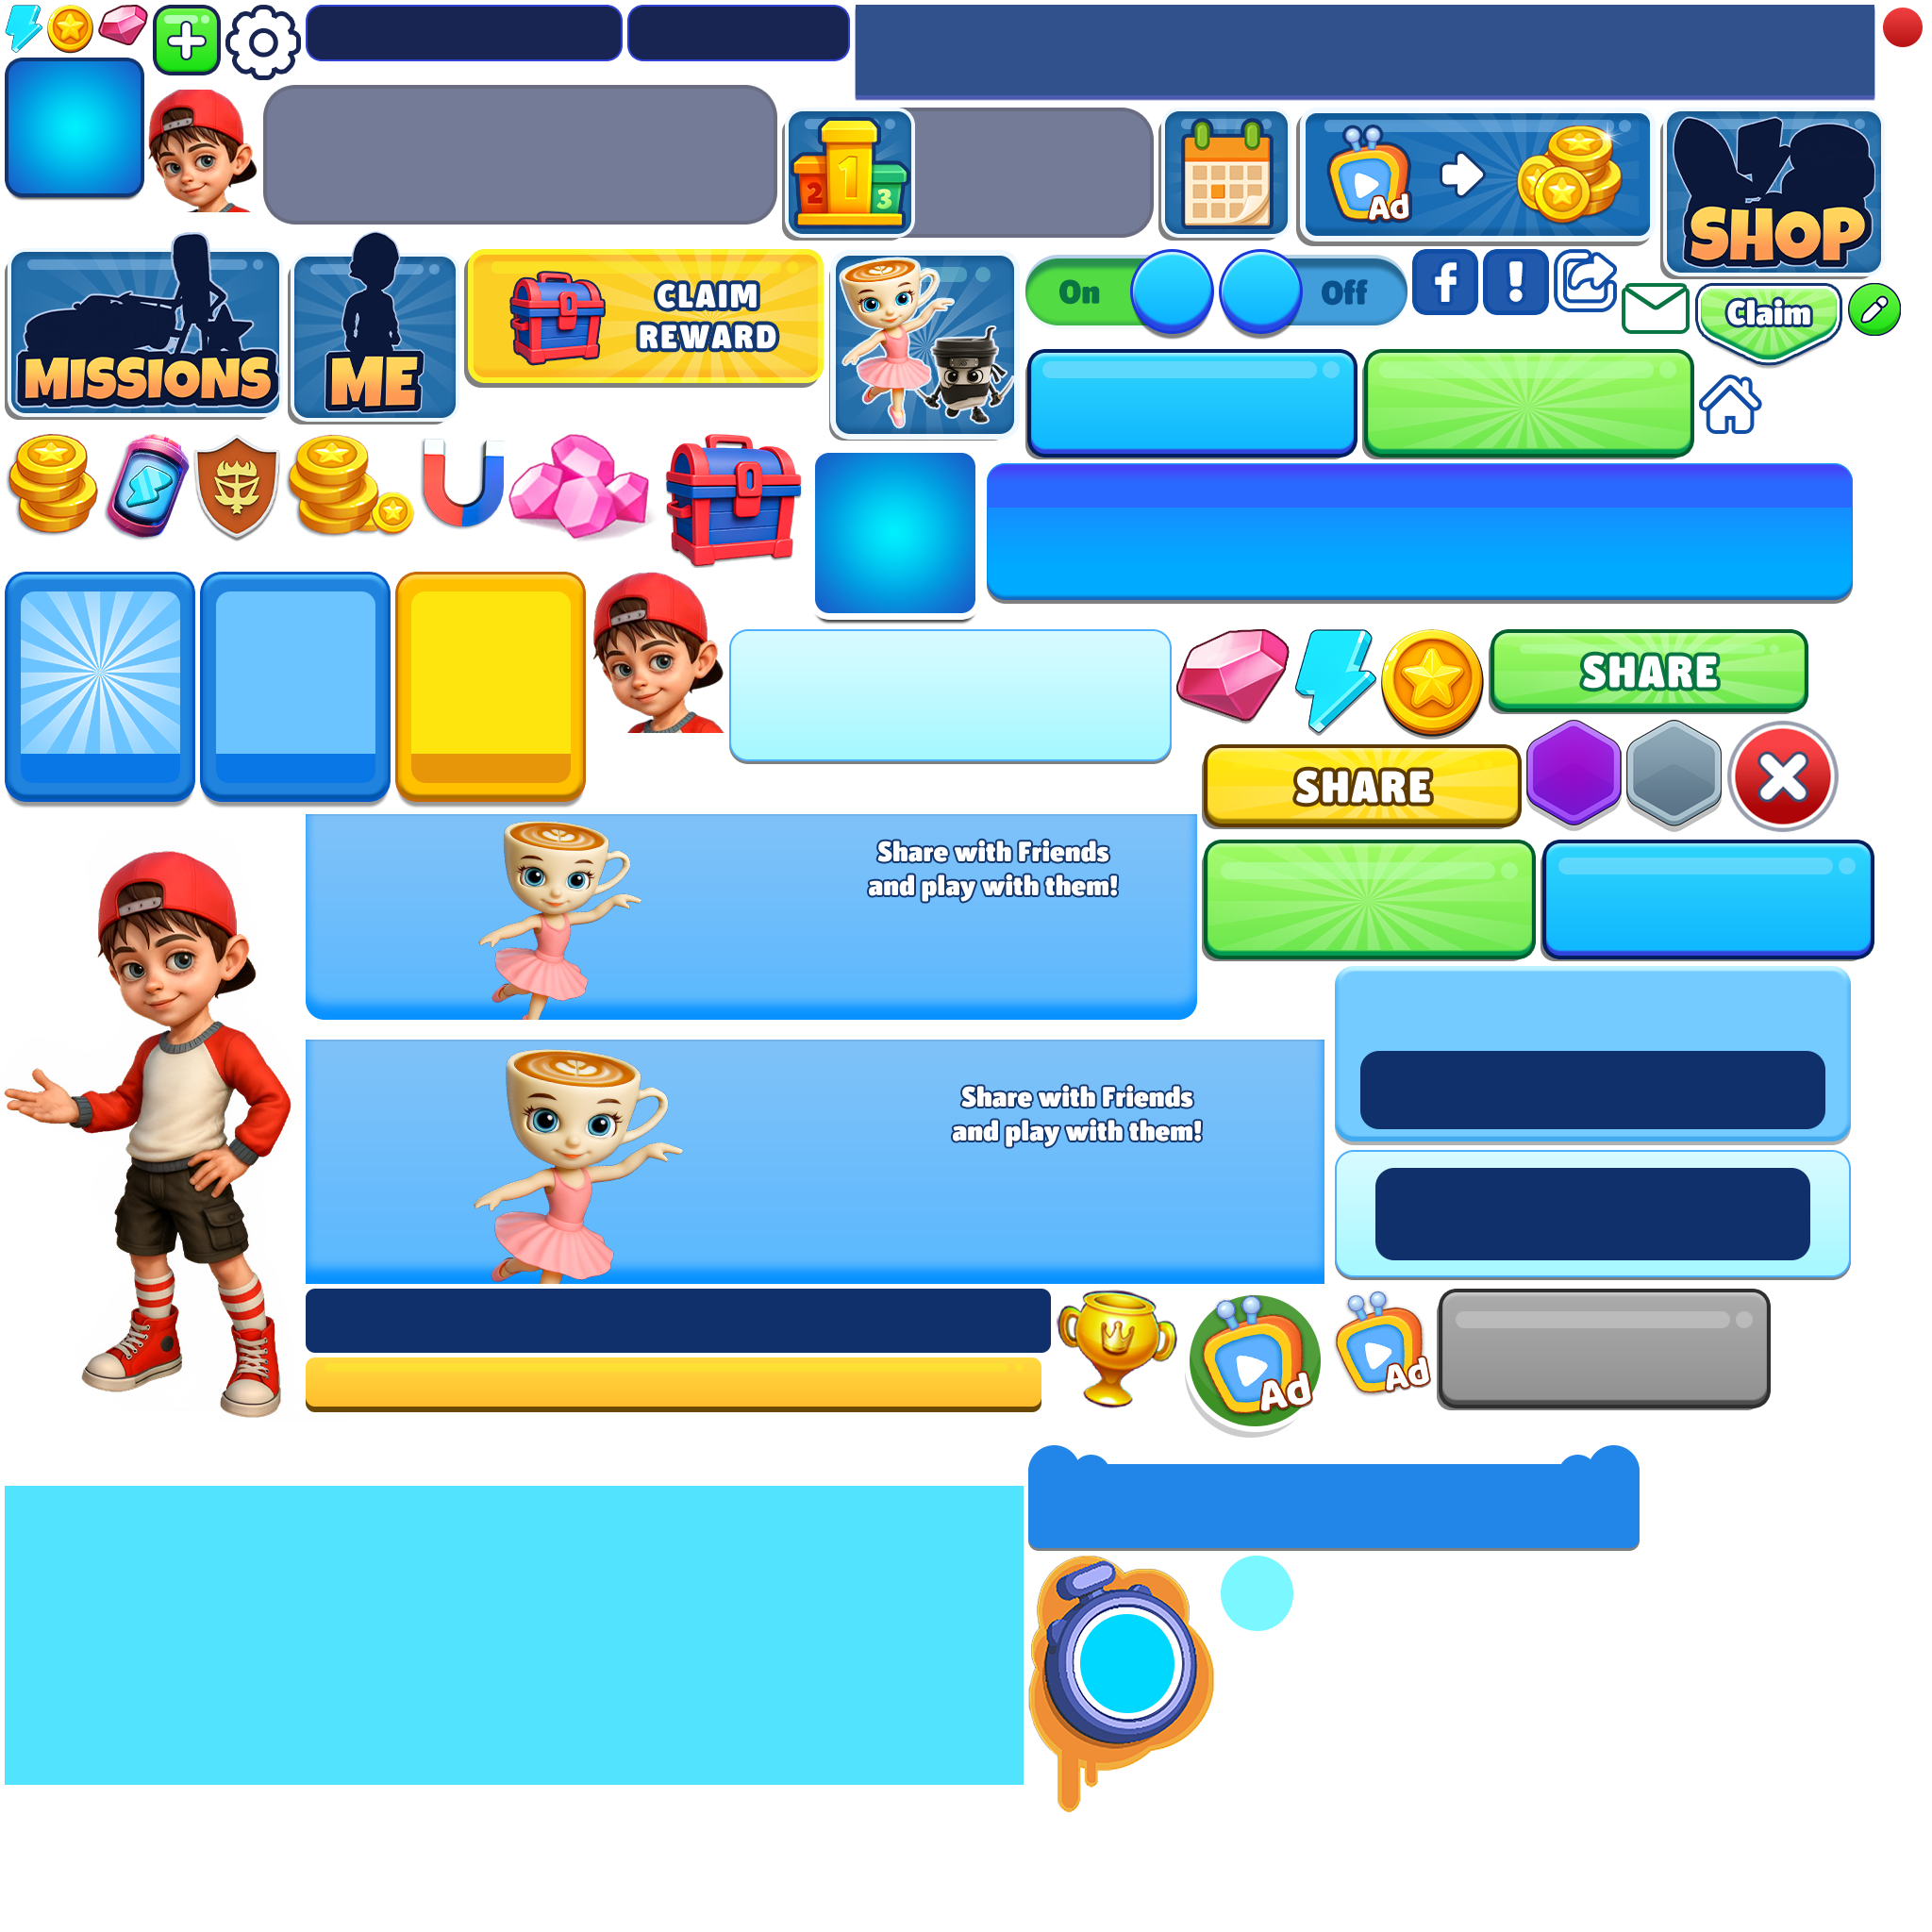 2
1
3
Ad
SHOP
MISSIONS
ME
CLAIM
REWARD
On
Off
f
!
Claim
SHARE
SHARE
Share with Friends
and play with them!
Share with Friends
and play with them!
Ad
Ad